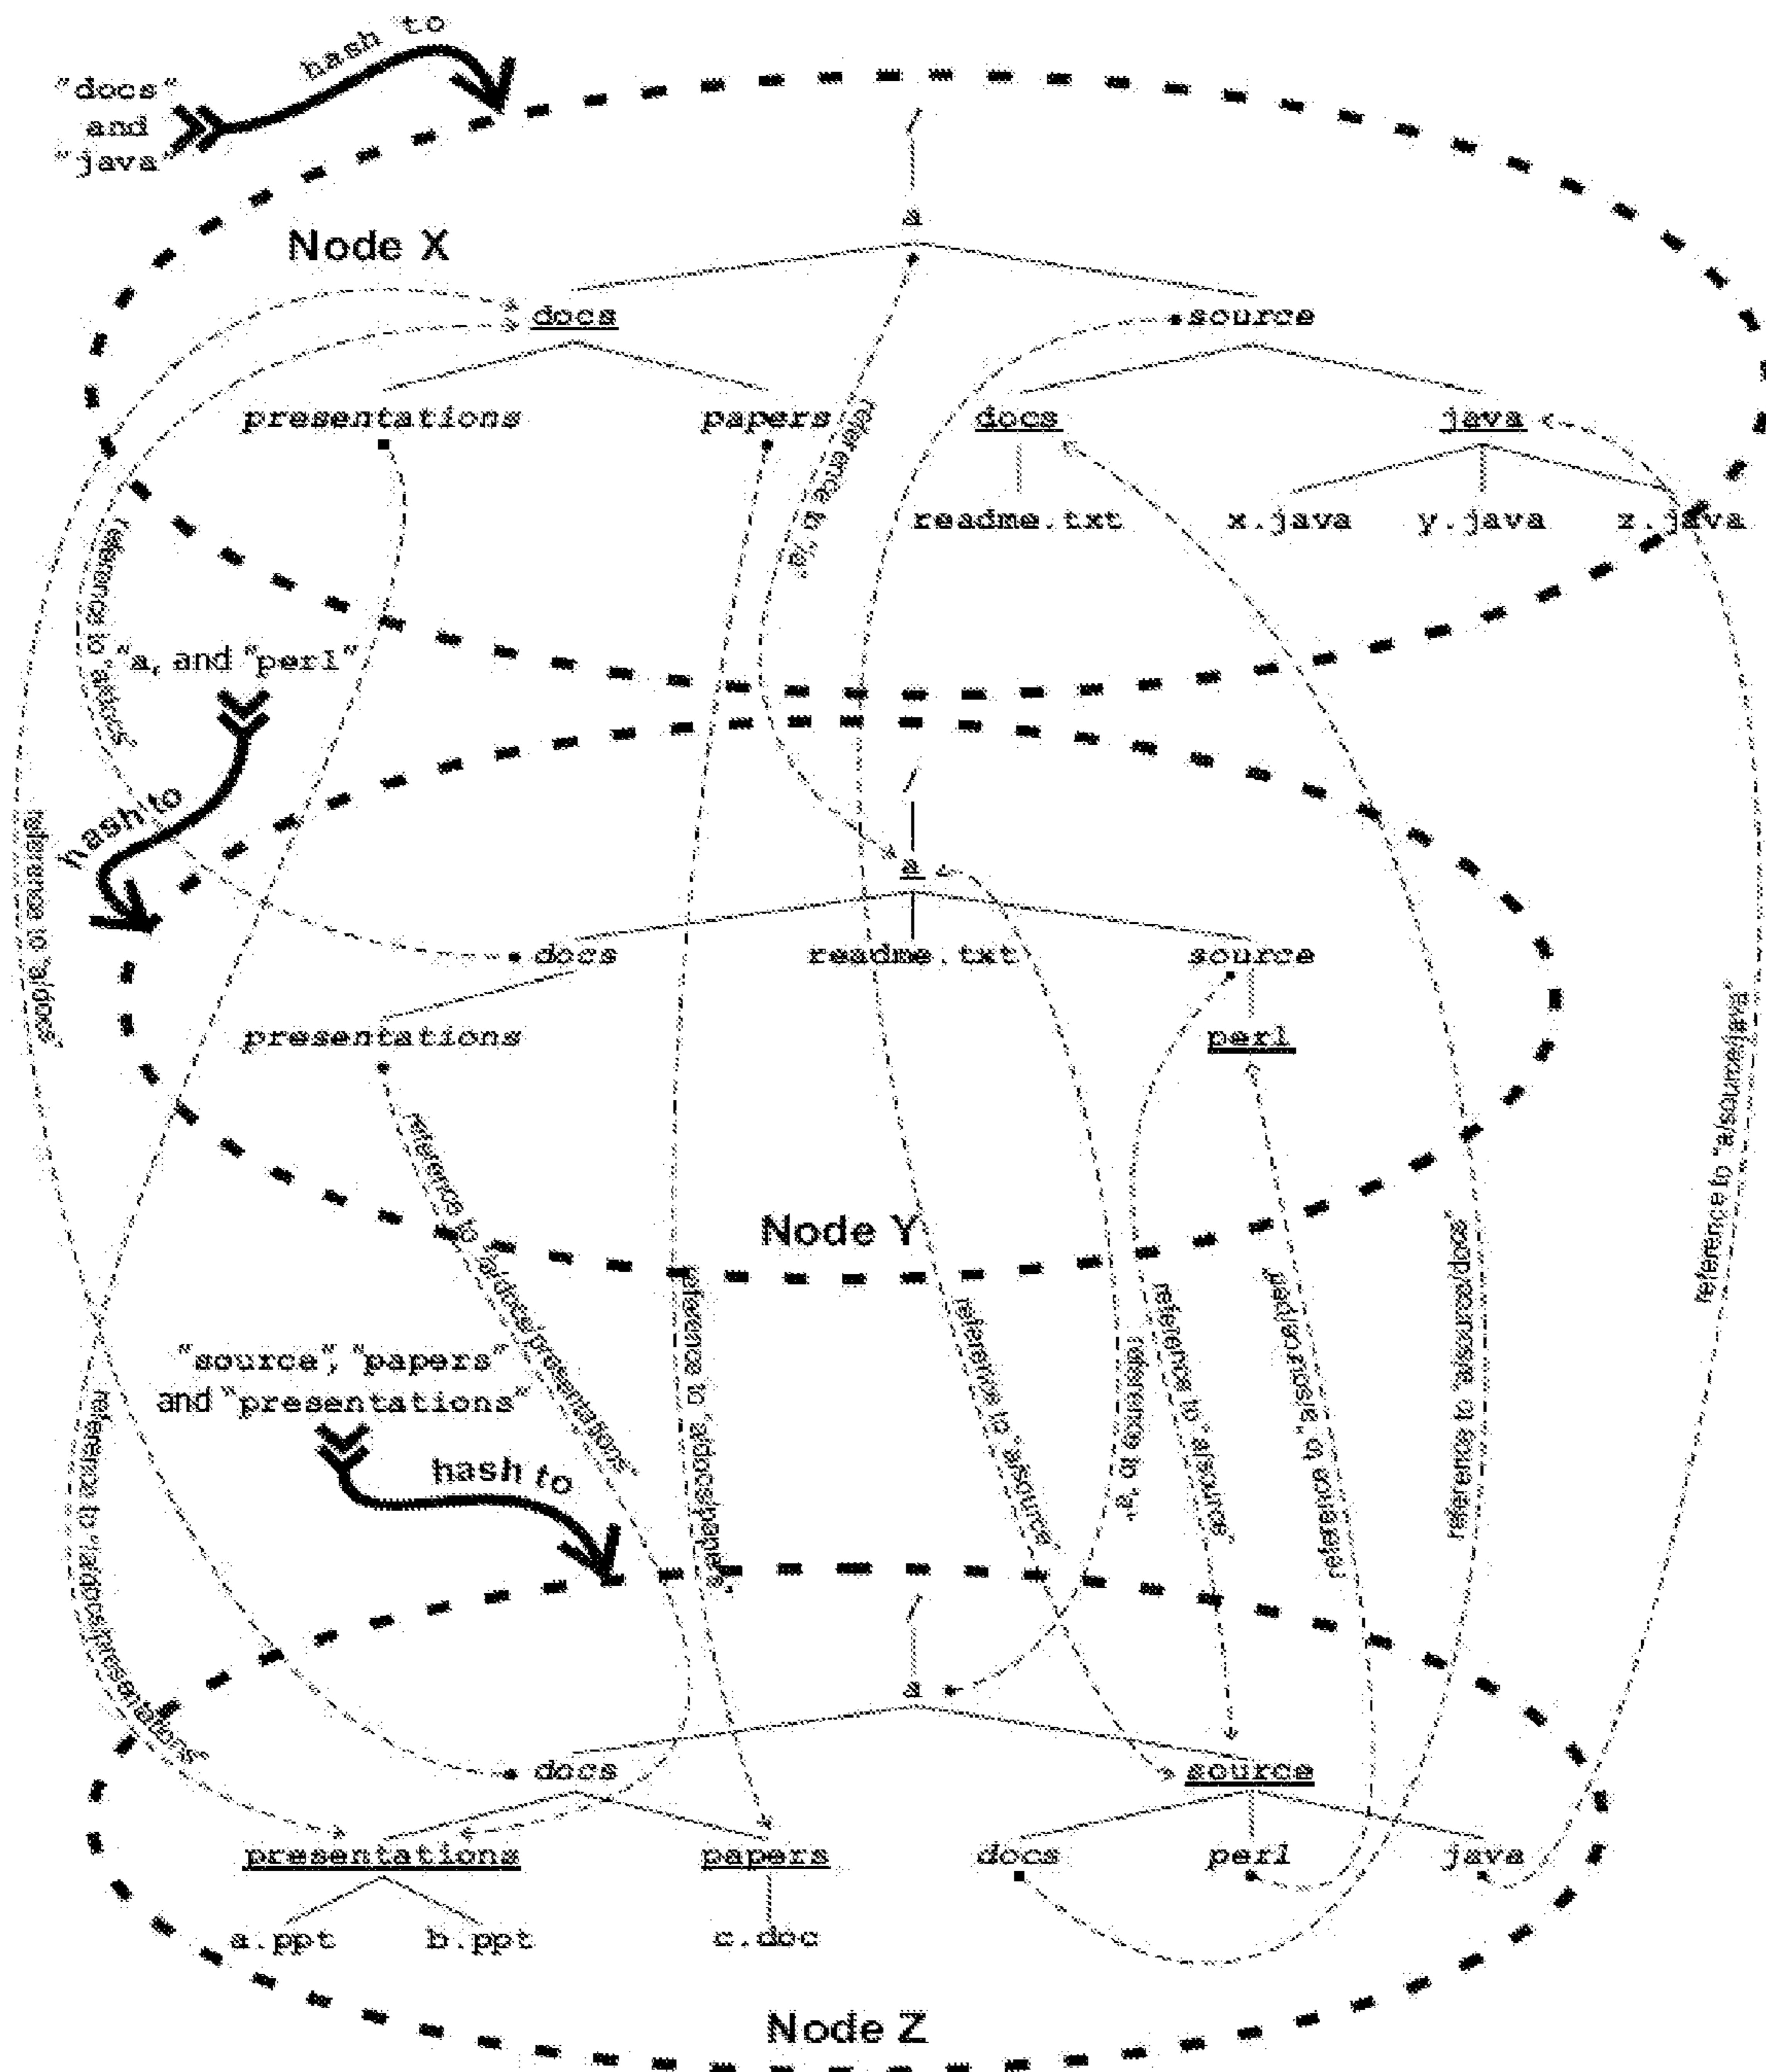 hash to
"docs"
and
"java"
/
a
Node X
docs
source
presentations
papers
docs
java
readme.txt
x.java
y.java
z.java
reference to "/a"
reference to "a/docs"
"a, and "perl"
hash to
/
a
docs
readme.txt
source
presentations
perl
reference to "a/docs"
Node Y
reference to "a/docs/presentations"
reference to "a/docs/papers"
reference to "a/source"
reference to "a"
reference to "a/source"
reference to "a/source/perl"
reference to "a/source/docs"
reference to "a/source/java"
"source", "papers"
and "presentations"
hash to
reference to "/a/docs/presentations"
/
a
docs
source
presentations
papers
docs
perl
java
a.ppt
b.ppt
c.doc
Node Z